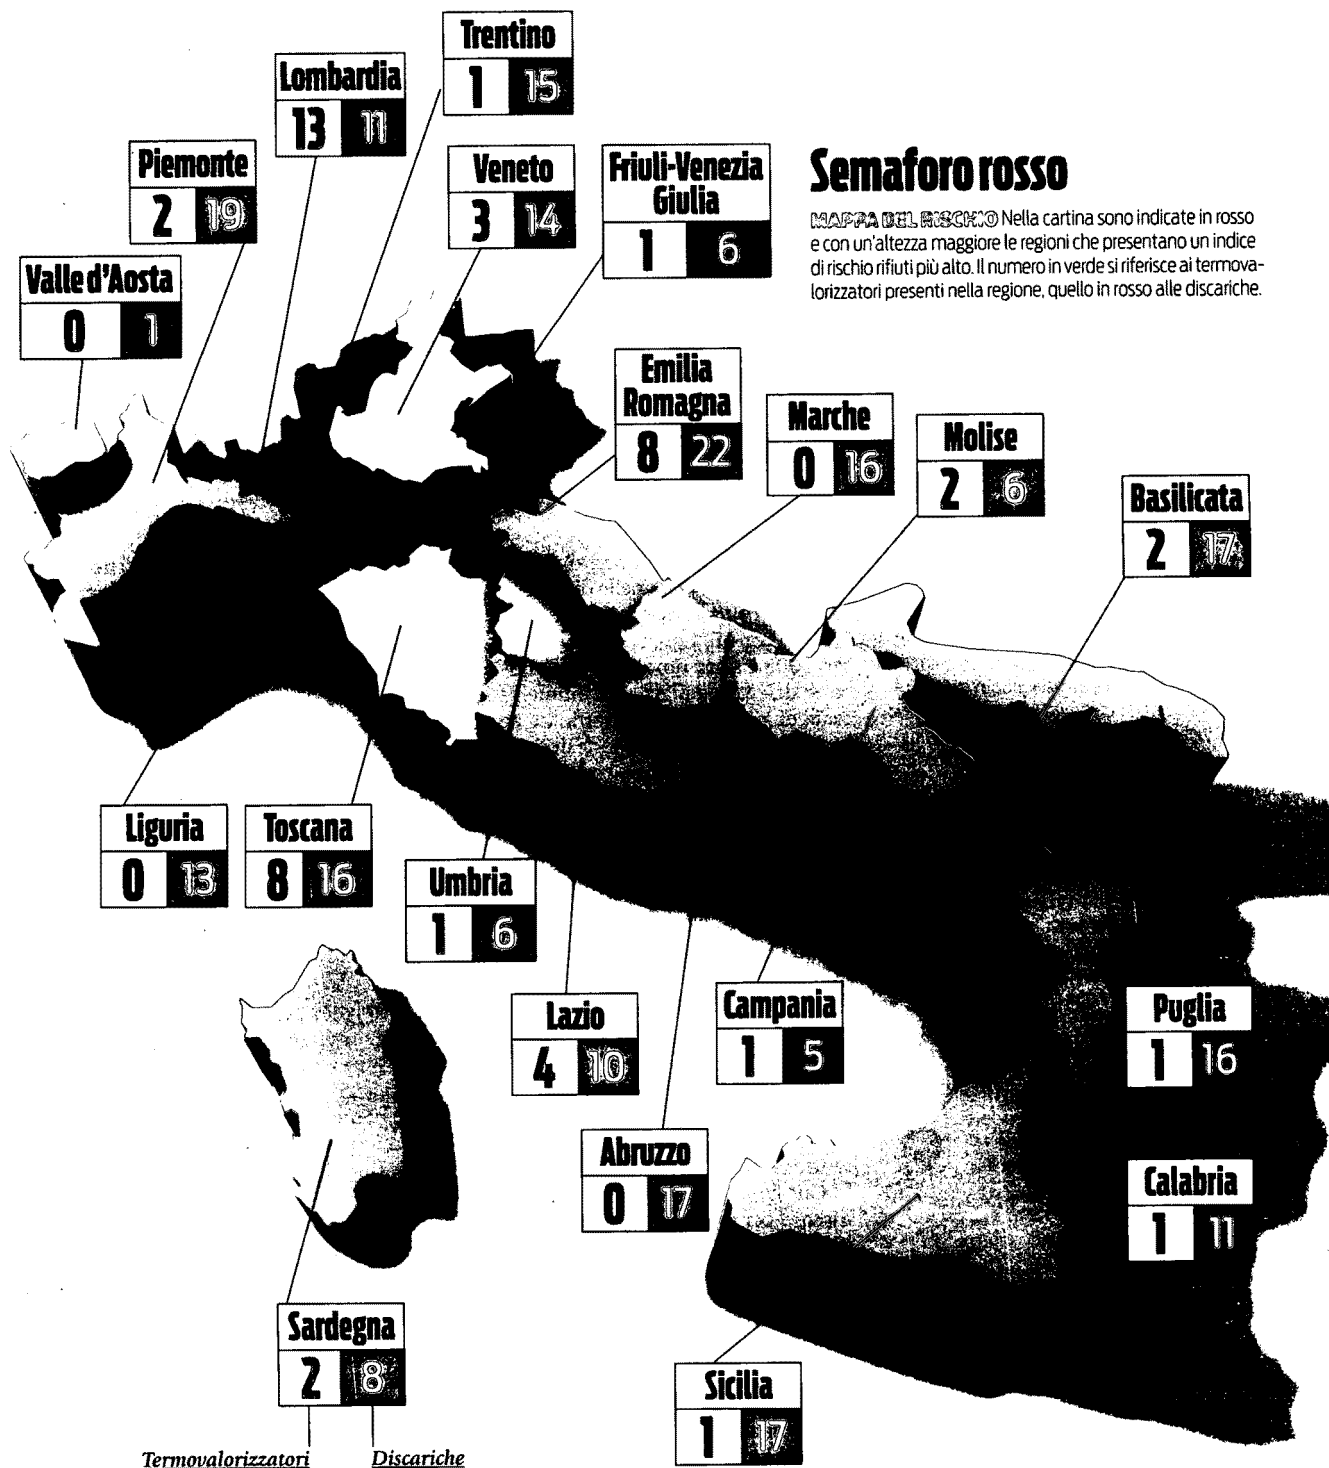 Trentino
1 15
Lombardia
13 11
Piemonte
2 19
Veneto
3 14
Friuli-Venezia
Giulia
1 6
Valle d'Aosta
0 1
Semaforo rosso
MAPPA DEL RISCHIO Nella cartina sono indicate in rosso
e con un'altezza maggiore le regioni che presentano un indice
di rischio rifiuti più alto. Il numero in verde si riferisce ai termova-
lorizzatori presenti nella regione, quello in rosso alle discariche.
Emilia
Romagna
8 22
Marche
0 16
Molise
2 6
Basilicata
2 17
Liguria
0 13
Toscana
8 16
Umbria
1 6
Lazio
4 10
Campania
1 5
Puglia
1 16
Abruzzo
0 17
Calabria
1 11
Sardegna
2 8
Sicilia
1 17
Termovalorizzatori Discariche